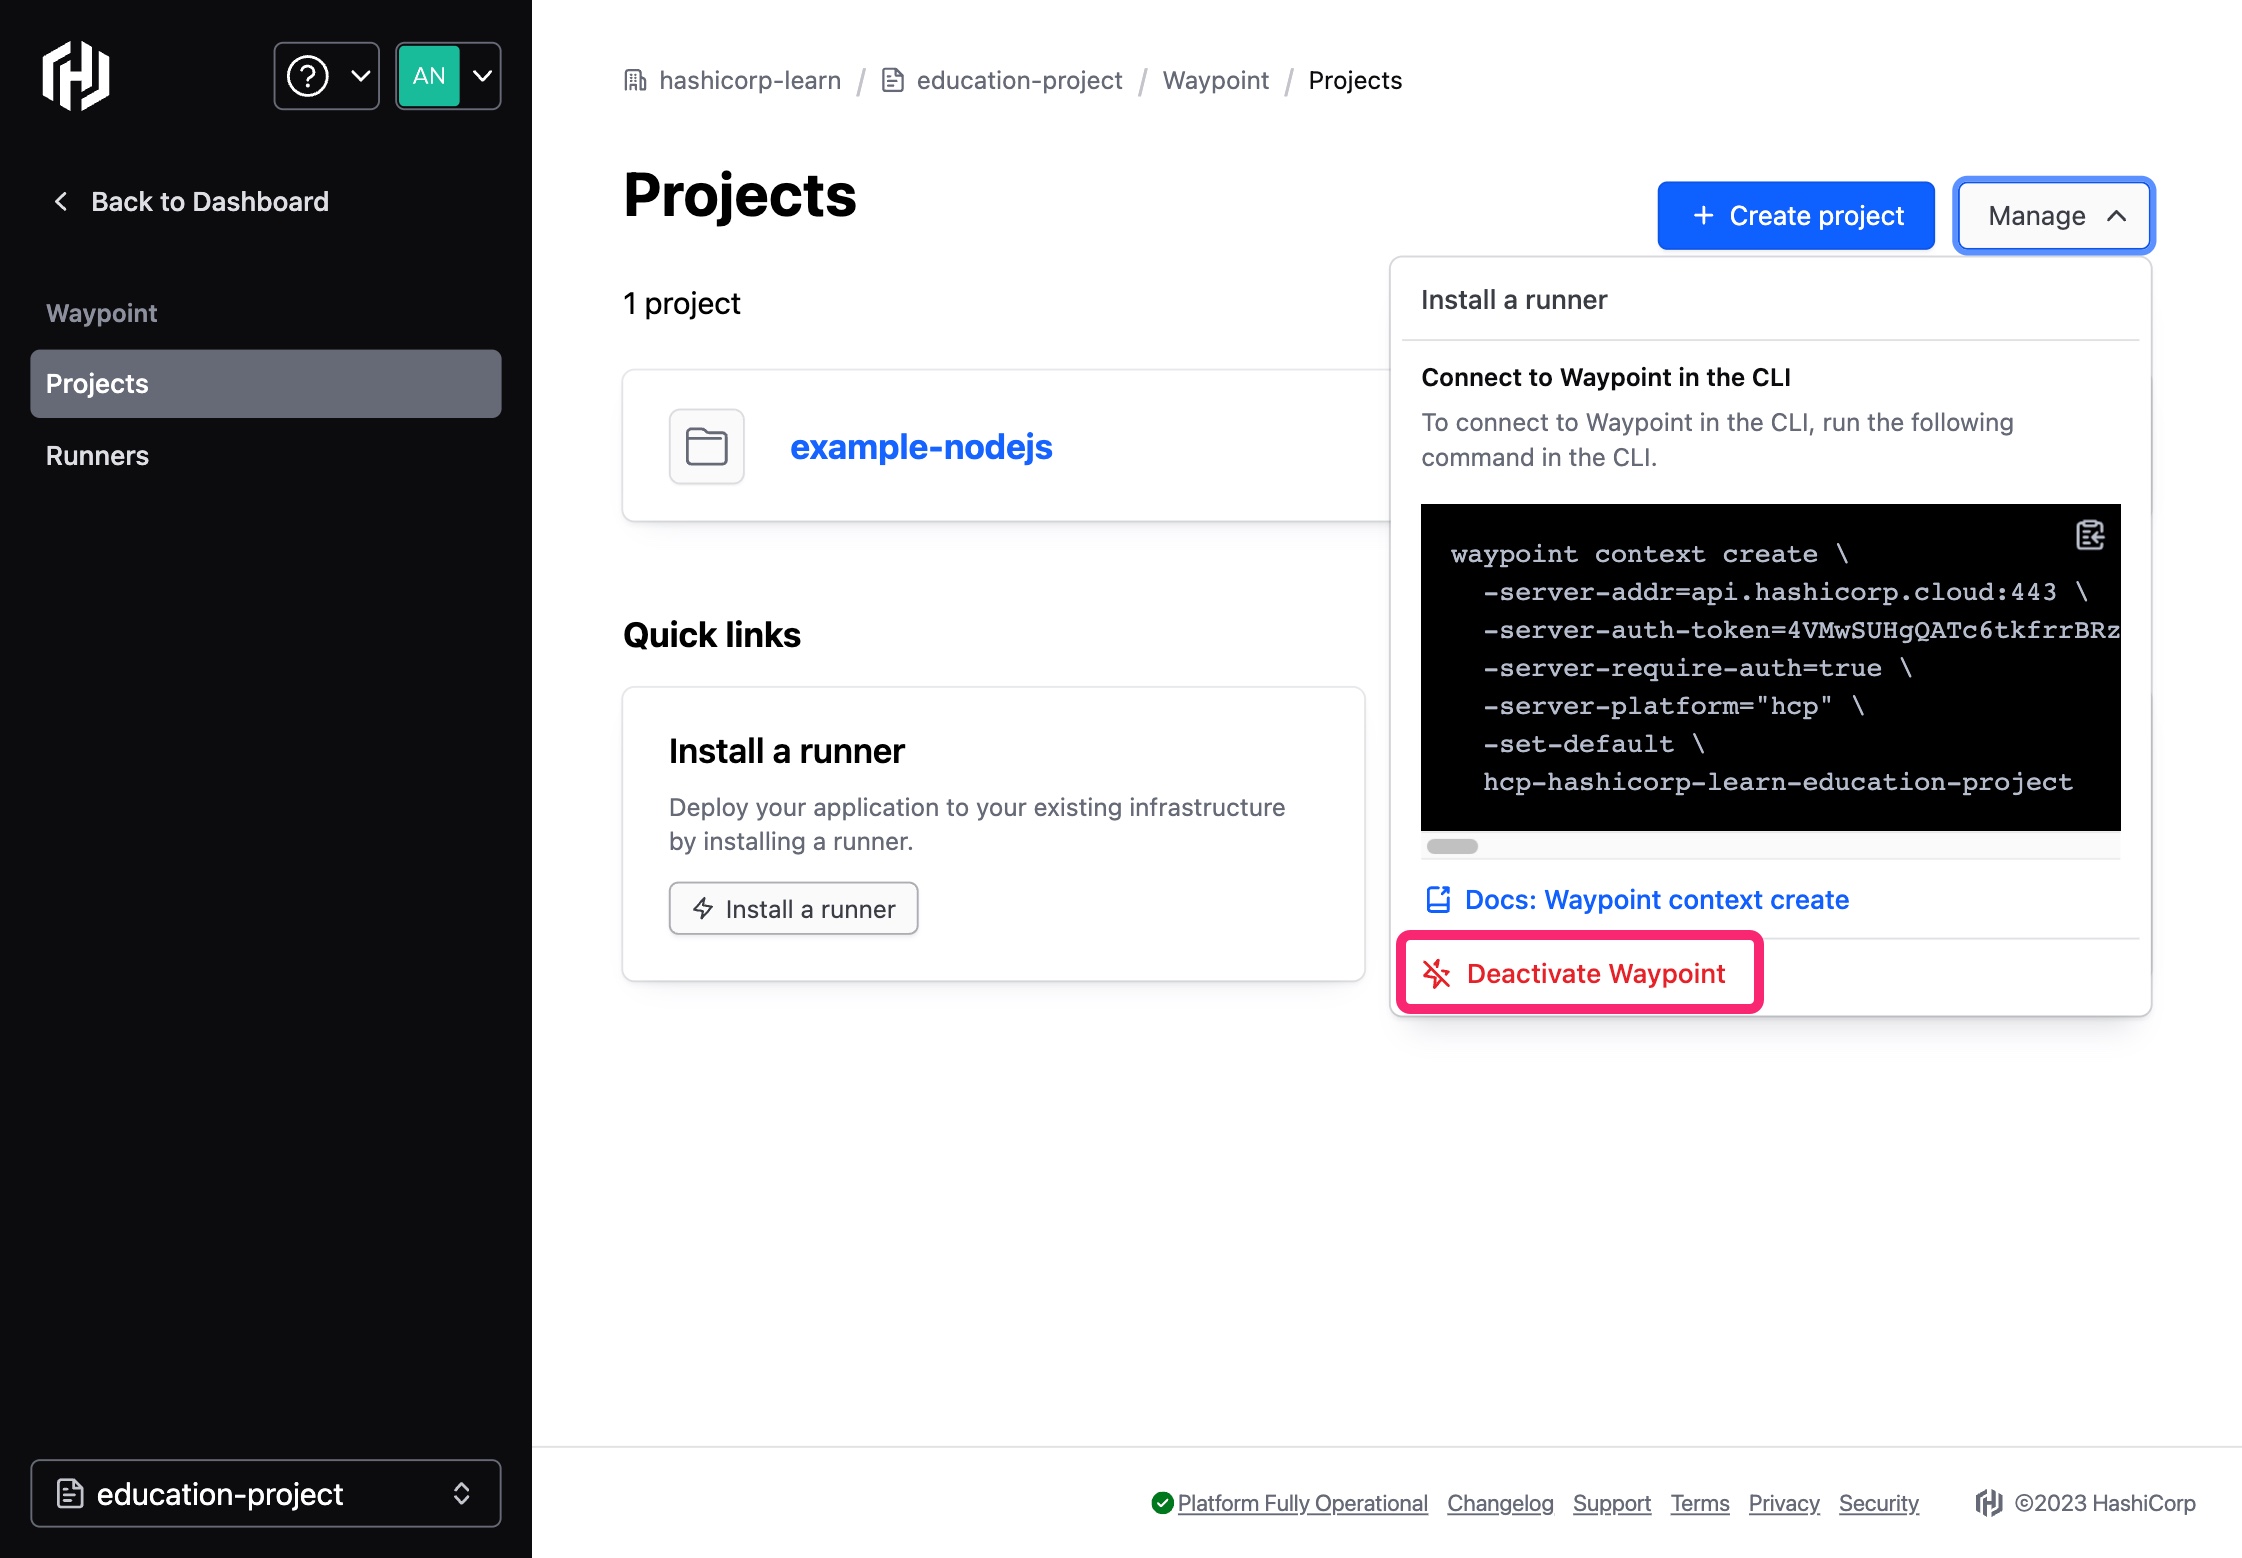 AN
Back to Dashboard
Waypoint
Projects
Runners
education-project
hashicorp-learn / education-project / Waypoint / Projects
Projects
+ Create project
Manage
1 project
example-nodejs
Quick links
Install a runner
Deploy your application to your existing infrastructure
by installing a runner.
Install a runner
Install a runner
Connect to Waypoint in the CLI
To connect to Waypoint in the CLI, run the following
command in the CLI.
waypoint context create \
-server-addr=api.hashicorp.cloud:443 \
-server-auth-token=4VMwSUHgQATc6tkfrrBRz
-server-require-auth=true \
-server-platform="hcp" \
-set-default \
hcp-hashicorp-learn-education-project
Docs: Waypoint context create
Deactivate Waypoint
Platform Fully Operational Changelog Support Terms Privacy Security ©2023 HashiCorp